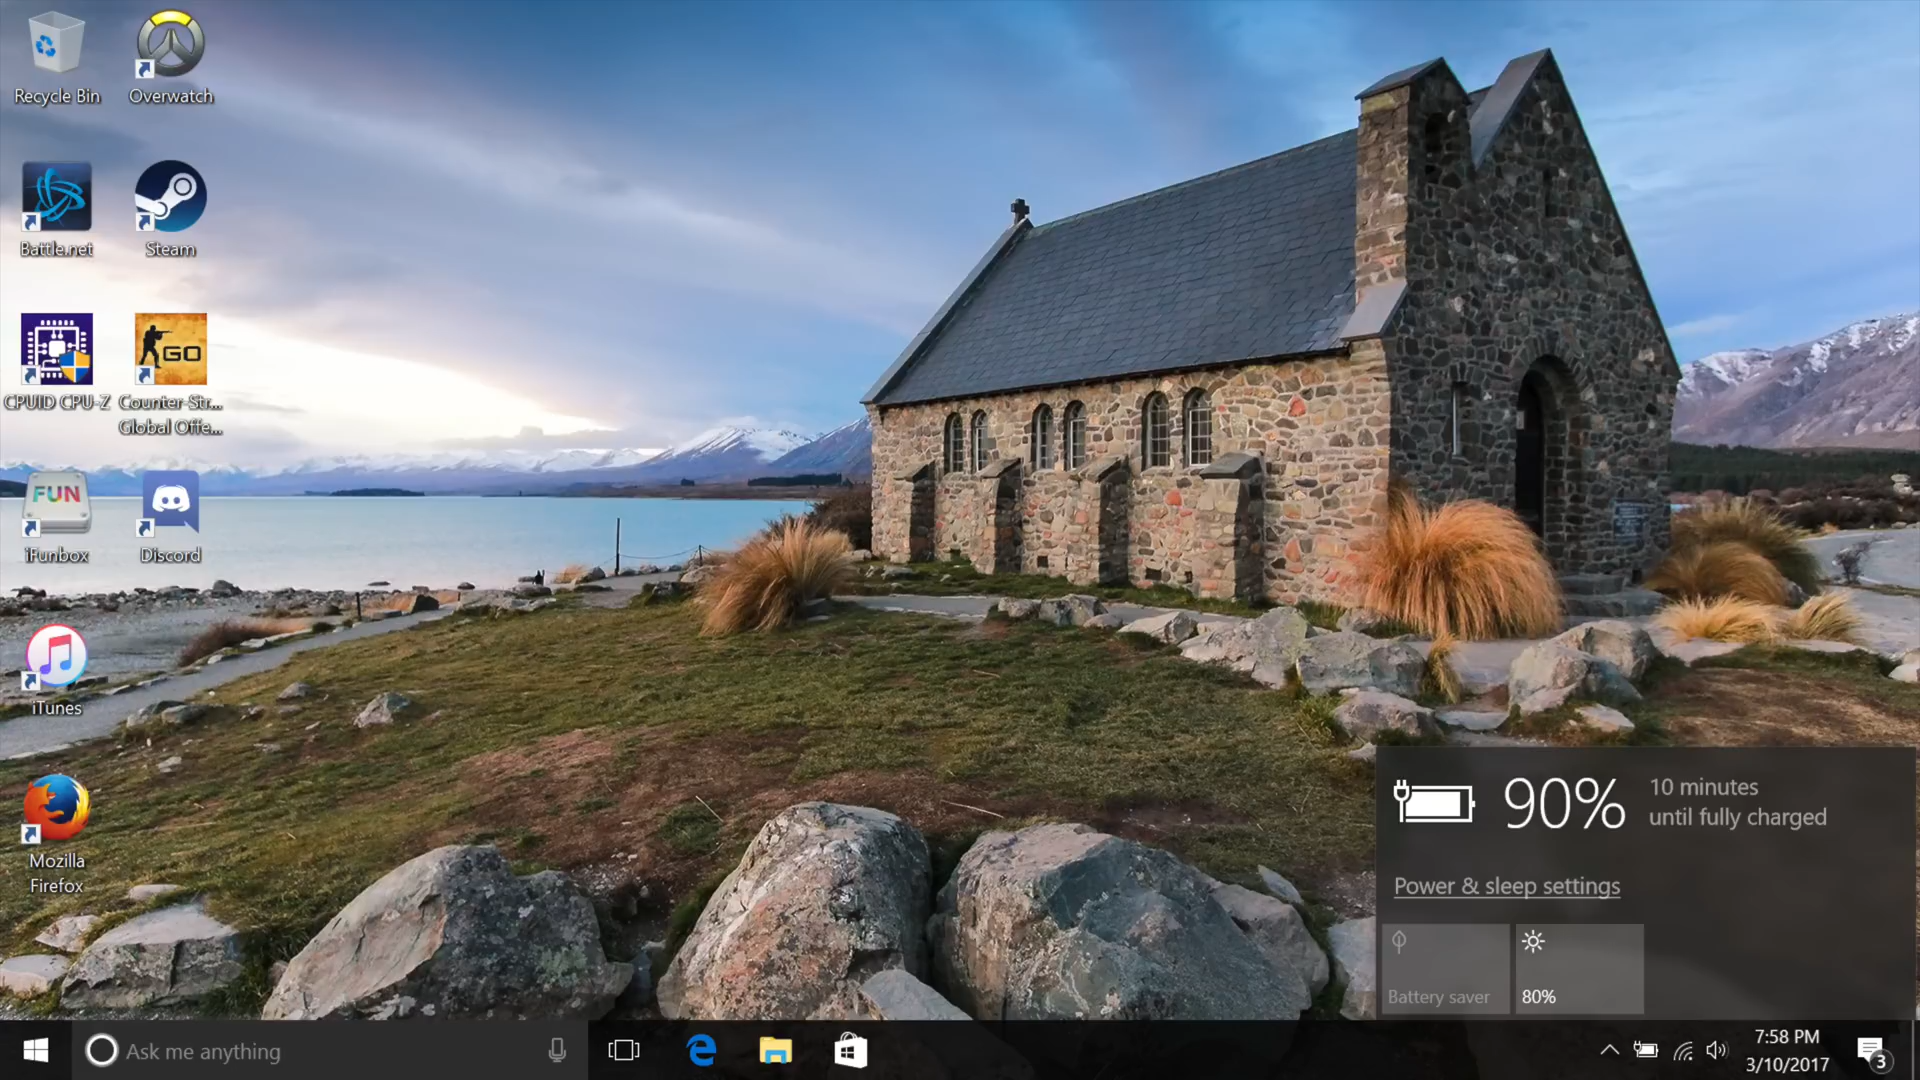 Recycle Bin
Overwatch
Battle.net
Steam
CPUID CPU-Z
GO
Counter-Str...
Global Offe...
FUN
iFunbox
Discord
iTunes
Mozilla
Firefox
90%
10 minutes
until fully charged
Power & sleep settings
Battery saver
80%
Ask me anything
7:58 PM
3/10/2017
3